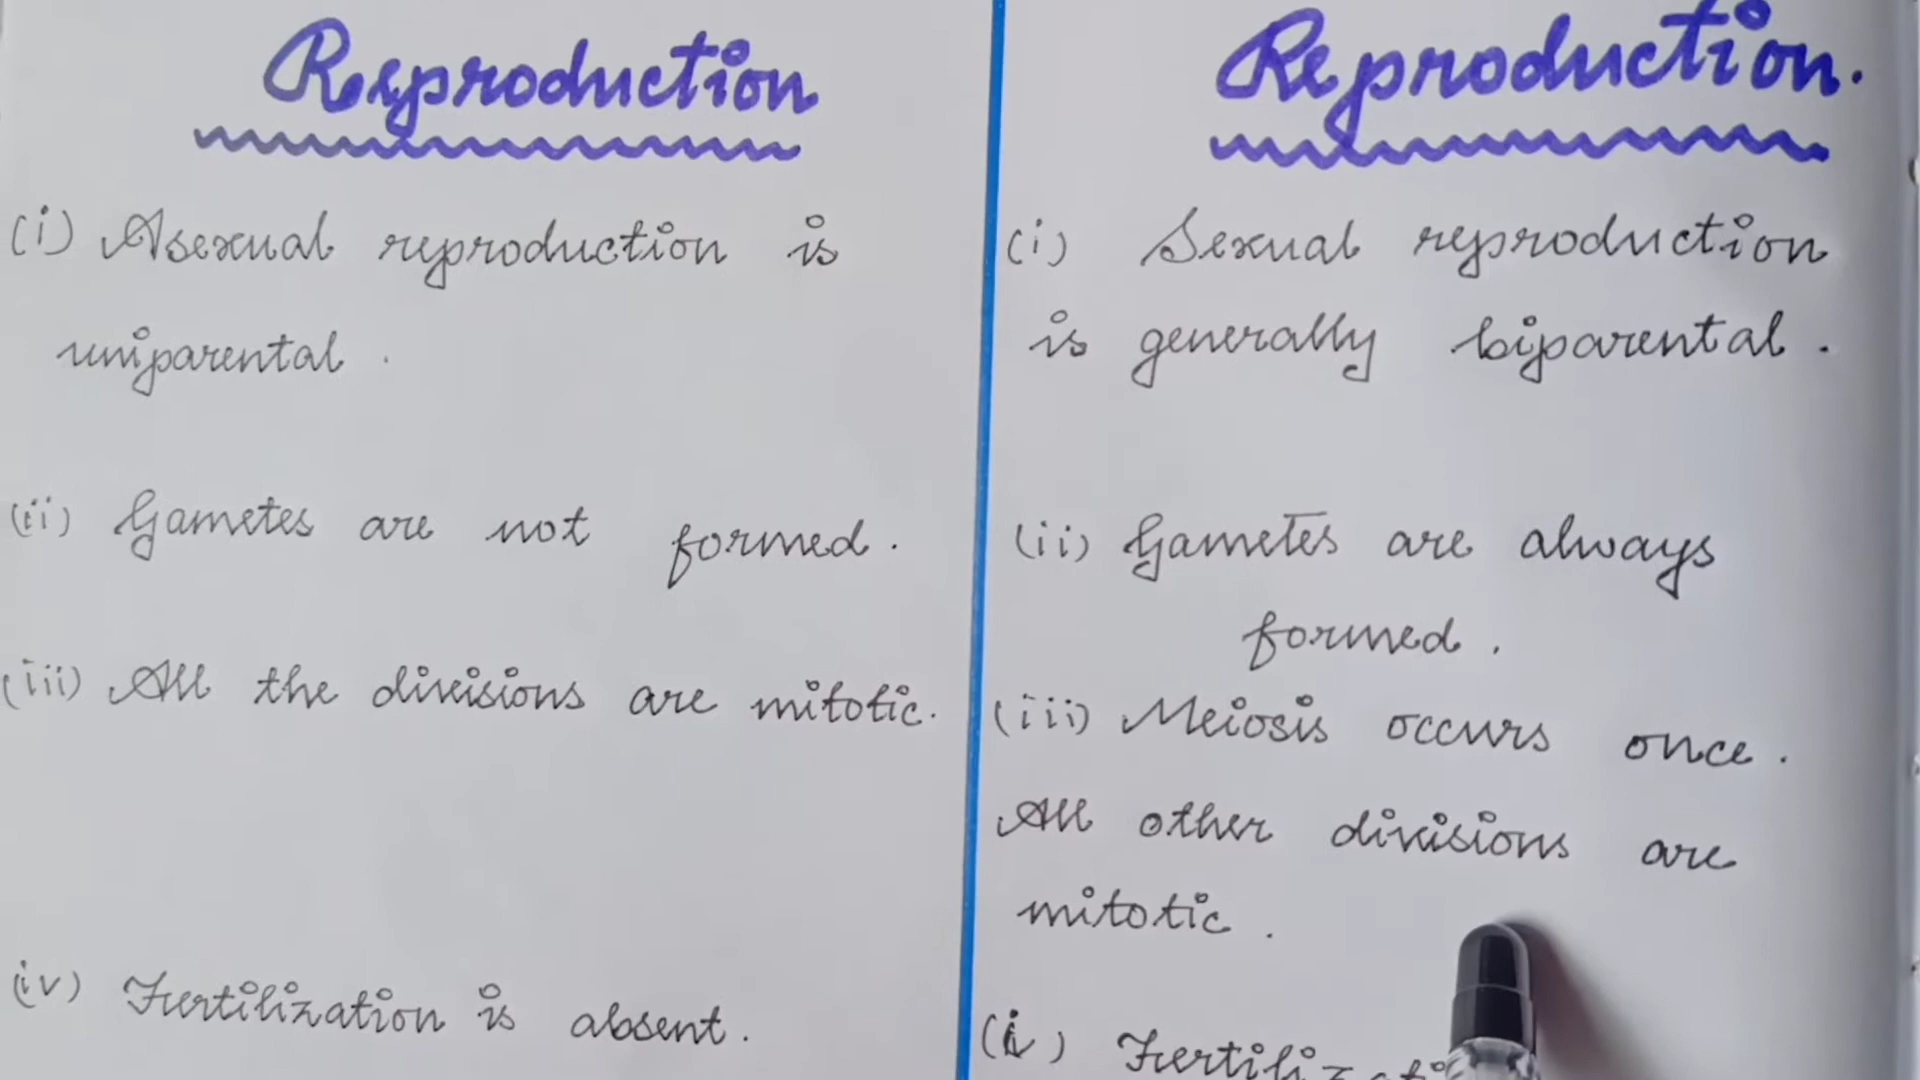 Reproduction
(i) Asexual reproduction is
uniparental.
(ii) Gametes are not formed.
(iii) All the divisions are mitotic.
(iv) Fertilization is absent.
Reproduction.
(i) Sexual reproduction
is generally biparental.
(ii) Gametes are always
formed.
(iii) Meiosis occurs once.
All other divisions are
mitotic.